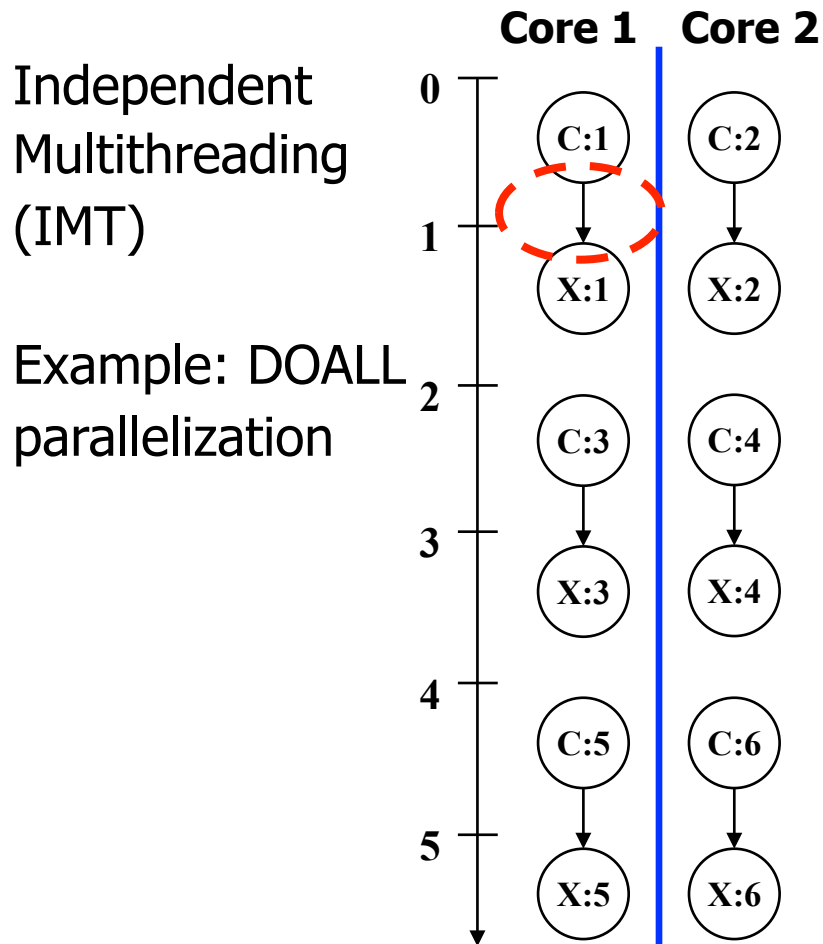 Core 1 Core 2
Independent
Multithreading
(IMT)
Example: DOALL
parallelization
0
C:1 C:2
1
X:1 X:2
2
C:3 C:4
3
X:3 X:4
4
C:5 C:6
5
X:5 X:6